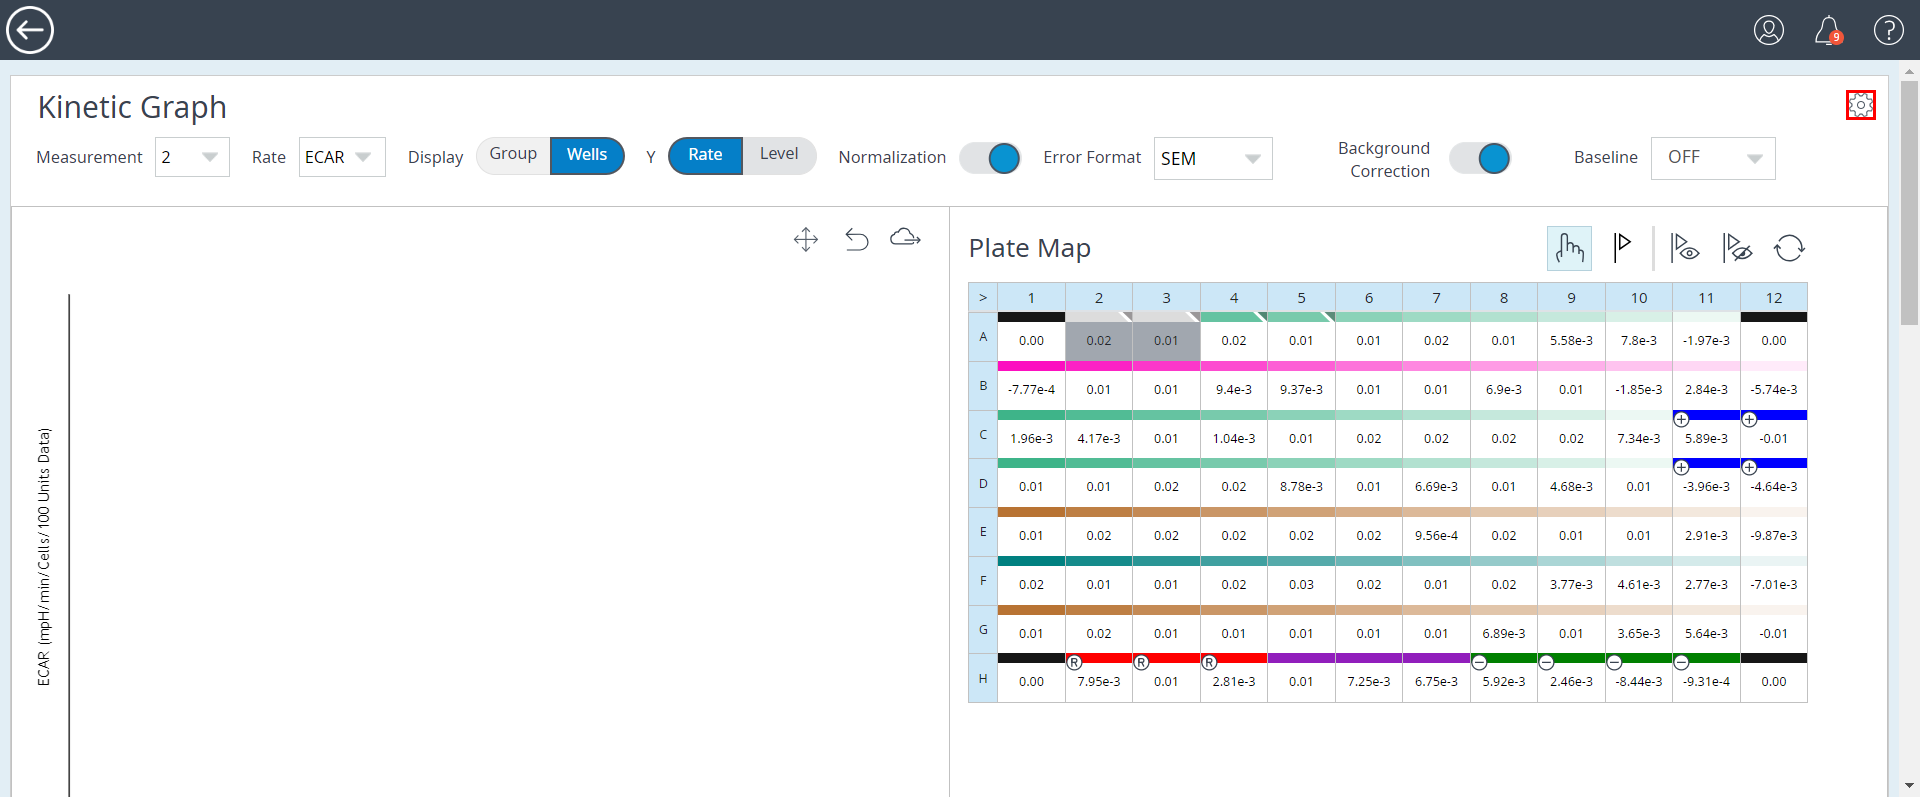 9
Kinetic Graph
Measurement 2 Rate ECAR Display Group Wells Y Rate Level Normalization Error Format SEM Background Correction Baseline OFF
Plate Map
> 1 2 3 4 5 6 7 8 9 10 11 12
A 0.00 0.02 0.01 0.02 0.01 0.01 0.02 0.01 5.58e-3 7.8e-3 -1.97e-3 0.00
B -7.77e-4 0.01 0.01 9.4e-3 9.37e-3 0.01 0.01 6.9e-3 0.01 -1.85e-3 2.84e-3 -5.74e-3
C 1.96e-3 4.17e-3 0.01 1.04e-3 0.01 0.02 0.02 0.02 0.02 7.34e-3 5.89e-3 -0.01
D 0.01 0.01 0.02 0.02 8.78e-3 0.01 6.69e-3 0.01 4.68e-3 0.01 -3.96e-3 -4.64e-3
E 0.01 0.02 0.02 0.02 0.02 0.02 9.56e-4 0.02 0.01 0.01 2.91e-3 -9.87e-3
F 0.02 0.01 0.01 0.02 0.03 0.02 0.01 0.02 3.77e-3 4.61e-3 2.77e-3 -7.01e-3
G 0.01 0.02 0.01 0.01 0.01 0.01 0.01 6.89e-3 0.01 3.65e-3 5.64e-3 -0.01
R R R
H 0.00 7.95e-3 0.01 2.81e-3 0.01 7.25e-3 6.75e-3 5.92e-3 2.46e-3 -8.44e-3 -9.31e-4 0.00
ECAR (mpH/min/Cells/100 Units Data)